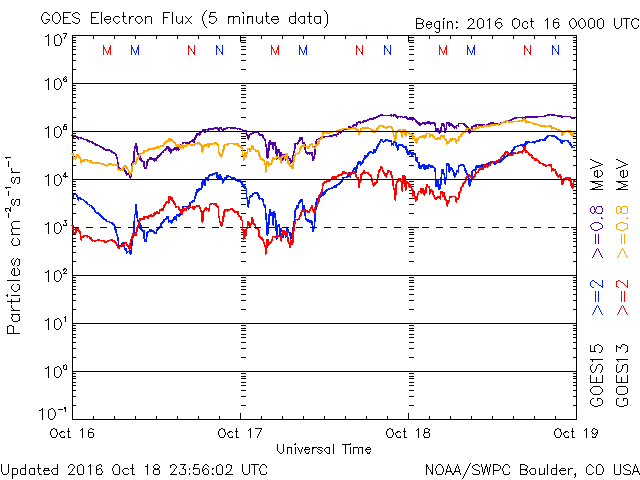 GOES Electron Flux (5 minute data)
Begin: 2016 Oct 16 0000 UTC
10⁷
M M N N M M N N M M N N
10⁶
10⁵
10⁴
10³
10²
10¹
10⁰
10⁻¹
Particles cm⁻²s⁻¹sr⁻¹
Oct 16 Oct 17 Oct 18 Oct 19
Universal Time
GOES15 >=2 >=0.8 MeV
GOES13 >=2 >=0.8 MeV
Updated 2016 Oct 18 23:56:02 UTC
NOAA/SWPC Boulder, CO USA